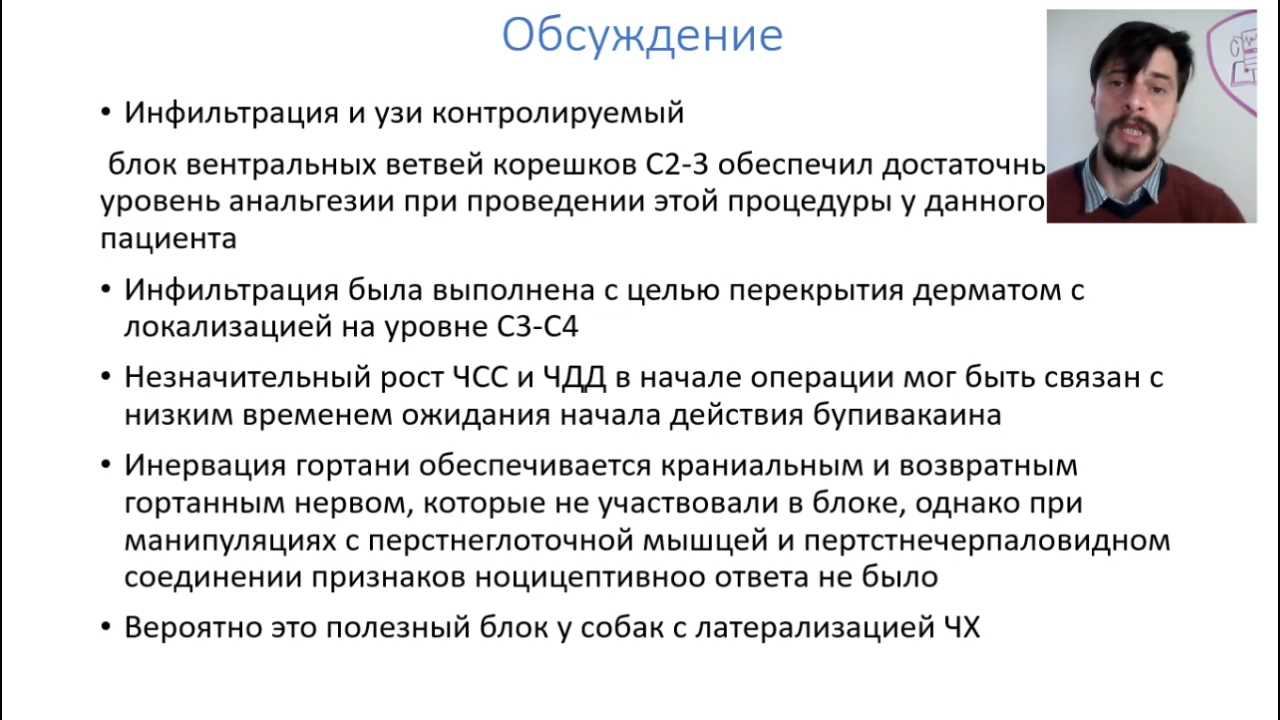 Обсуждение
• Инфильтрация и узи контролируемый
блок вентральных ветвей корешков С2-3 обеспечил достаточны
уровень анальгезии при проведении этой процедуры у данного
пациента
• Инфильтрация была выполнена с целью перекрытия дерматом с
локализацией на уровне С3-С4
• Незначительный рост ЧСС и ЧДД в начале операции мог быть связан с
низким временем ожидания начала действия бупивакаина
• Инервация гортани обеспечивается краниальным и возвратным
гортанным нервом, которые не участвовали в блоке, однако при
манипуляциях с перстнеглоточной мышцей и пертстнечерпаловидном
соединении признаков ноцицептивноо ответа не было
• Вероятно это полезный блок у собак с латерализацией ЧХ